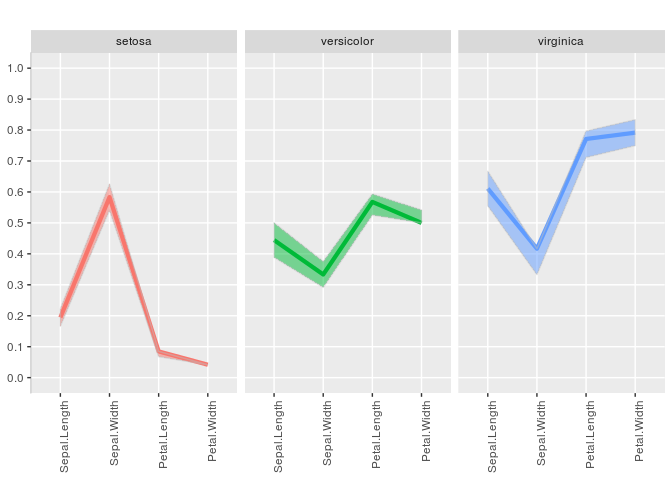 setosa versicolor virginica
1.0
0.9
0.8
0.7
0.6
0.5
0.4
0.3
0.2
0.1
0.0
Sepal.Length
Sepal.Width
Petal.Length
Petal.Width
Sepal.Length
Sepal.Width
Petal.Length
Petal.Width
Sepal.Length
Sepal.Width
Petal.Length
Petal.Width